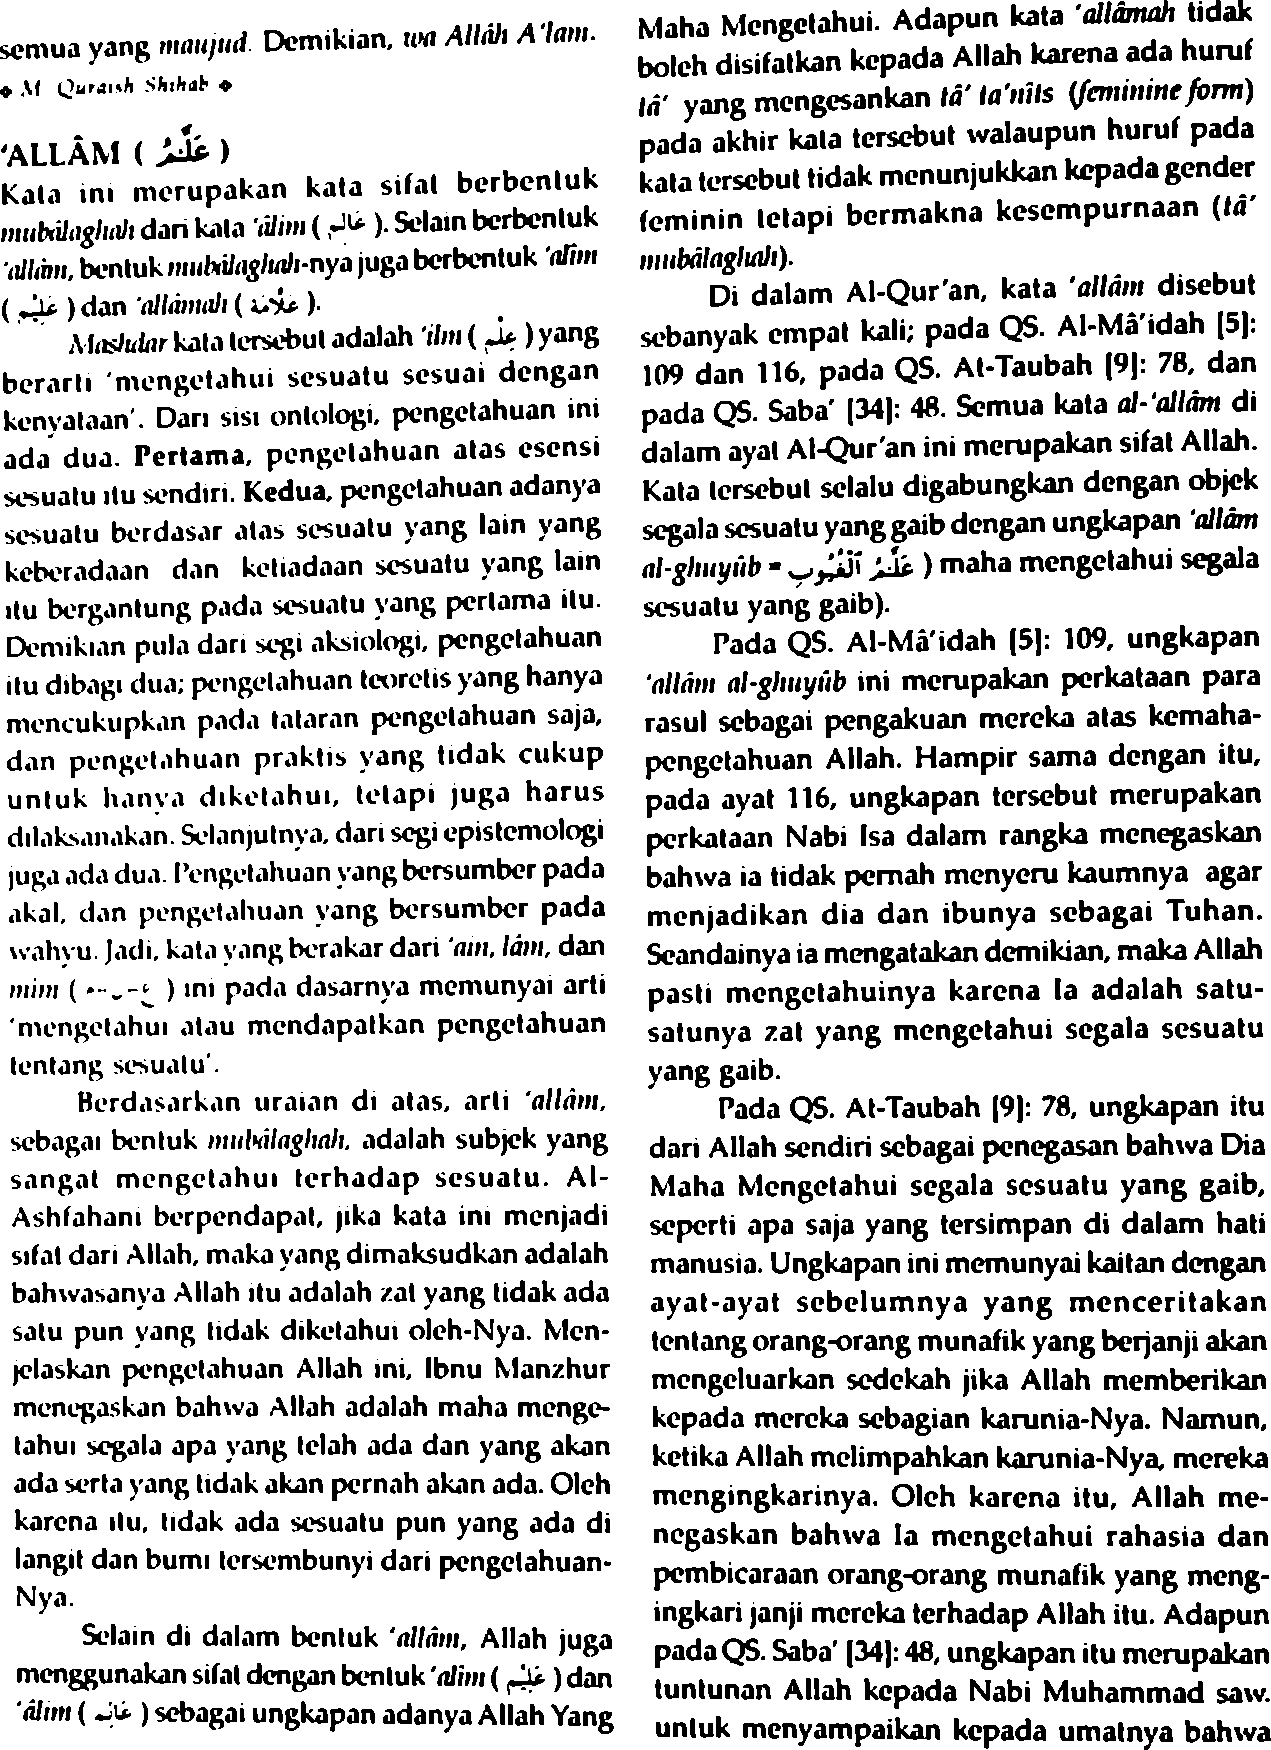 semua yang maujud. Demikian, wa Allâh A'lam.
◆ M Quraish Shihab ◆
'ALLÂM ( عَلَّامُ )
Kata ini merupakan kata sifat berbentuk
mubâlaghah dari kata 'âlim ( عَالِم ). Selain berbentuk
'allâm, bentuk mubâlaghah-nya juga berbentuk 'alîm
( عَلِيْم ) dan 'allâmah ( عَلَّامَة ).
Mashdar kata tersebut adalah 'ilm ( عِلْم ) yang
berarti 'mengetahui sesuatu sesuai dengan
kenyataan'. Dari sisi ontologi, pengetahuan ini
ada dua. Pertama, pengetahuan atas esensi
sesuatu itu sendiri. Kedua, pengetahuan adanya
sesuatu berdasar atas sesuatu yang lain yang
keberadaan dan ketiadaan sesuatu yang lain
itu bergantung pada sesuatu yang pertama itu.
Demikian pula dari segi aksiologi, pengetahuan
itu dibagi dua; pengetahuan teoretis yang hanya
mencukupkan pada tataran pengetahuan saja,
dan pengetahuan praktis yang tidak cukup
untuk hanya diketahui, tetapi juga harus
dilaksanakan. Selanjutnya, dari segi epistemologi
juga ada dua. Pengetahuan yang bersumber pada
akal, dan pengetahuan yang bersumber pada
wahyu. Jadi, kata yang berakar dari 'ain, lâm, dan
mim ( ع-ل-م ) ini pada dasarnya memunyai arti
'mengetahui atau mendapatkan pengetahuan
tentang sesuatu'.
Berdasarkan uraian di atas, arti 'allâm,
sebagai bentuk mubâlaghah, adalah subjek yang
sangat mengetahui terhadap sesuatu. Al-
Ashfahani berpendapat, jika kata ini menjadi
sifat dari Allah, maka yang dimaksudkan adalah
bahwasanya Allah itu adalah zat yang tidak ada
satu pun yang tidak diketahui oleh-Nya. Men-
jelaskan pengetahuan Allah ini, Ibnu Manzhur
menegaskan bahwa Allah adalah maha menge-
tahui segala apa yang telah ada dan yang akan
ada serta yang tidak akan pernah akan ada. Oleh
karena itu, tidak ada sesuatu pun yang ada di
langit dan bumi tersembunyi dari pengetahuan-
Nya.
Selain di dalam bentuk 'allâm, Allah juga
menggunakan sifat dengan bentuk 'alim ( عَلِيْم ) dan
'âlim ( عَالِم ) sebagai ungkapan adanya Allah Yang
Maha Mengetahui. Adapun kata 'allâmah tidak
boleh disifatkan kepada Allah karena ada huruf
tâ' yang mengesankan tâ' ta'nîts (feminine form)
pada akhir kata tersebut walaupun huruf pada
kata tersebut tidak menunjukkan kepada gender
feminin tetapi bermakna kesempurnaan (tâ'
mubâlaghah).
Di dalam Al-Qur'an, kata 'allâm disebut
sebanyak empat kali; pada QS. Al-Mâ'idah [5]:
109 dan 116, pada QS. At-Taubah [9]: 78, dan
pada QS. Saba' [34]: 48. Semua kata al-'allâm di
dalam ayat Al-Qur'an ini merupakan sifat Allah.
Kata tersebut selalu digabungkan dengan objek
segala sesuatu yang gaib dengan ungkapan 'allâm
al-ghuyûb = عَلَّامُ الْغُيُوْبِ ) maha mengetahui segala
sesuatu yang gaib).
Pada QS. Al-Mâ'idah [5]: 109, ungkapan
'allâm al-ghuyûb ini merupakan perkataan para
rasul sebagai pengakuan mereka atas kemaha-
pengetahuan Allah. Hampir sama dengan itu,
pada ayat 116, ungkapan tersebut merupakan
perkataan Nabi Isa dalam rangka menegaskan
bahwa ia tidak pernah menyeru kaumnya agar
menjadikan dia dan ibunya sebagai Tuhan.
Seandainya ia mengatakan demikian, maka Allah
pasti mengetahuinya karena Ia adalah satu-
satunya zat yang mengetahui segala sesuatu
yang gaib.
Pada QS. At-Taubah [9]: 78, ungkapan itu
dari Allah sendiri sebagai penegasan bahwa Dia
Maha Mengetahui segala sesuatu yang gaib,
seperti apa saja yang tersimpan di dalam hati
manusia. Ungkapan ini memunyai kaitan dengan
ayat-ayat sebelumnya yang menceritakan
tentang orang-orang munafik yang berjanji akan
mengeluarkan sedekah jika Allah memberikan
kepada mereka sebagian karunia-Nya. Namun,
ketika Allah melimpahkan karunia-Nya, mereka
mengingkarinya. Oleh karena itu, Allah me-
negaskan bahwa Ia mengetahui rahasia dan
pembicaraan orang-orang munafik yang meng-
ingkari janji mereka terhadap Allah itu. Adapun
pada QS. Saba' [34]: 48, ungkapan itu merupakan
tuntunan Allah kepada Nabi Muhammad saw.
untuk menyampaikan kepada umatnya bahwa